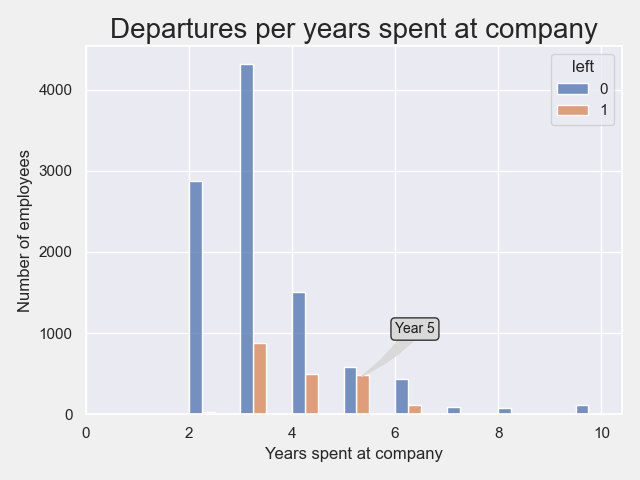 Departures per years spent at company
left
0
1
4000
3000
2000
1000
0
Number of employees
Year 5
0 2 4 6 8 10
Years spent at company